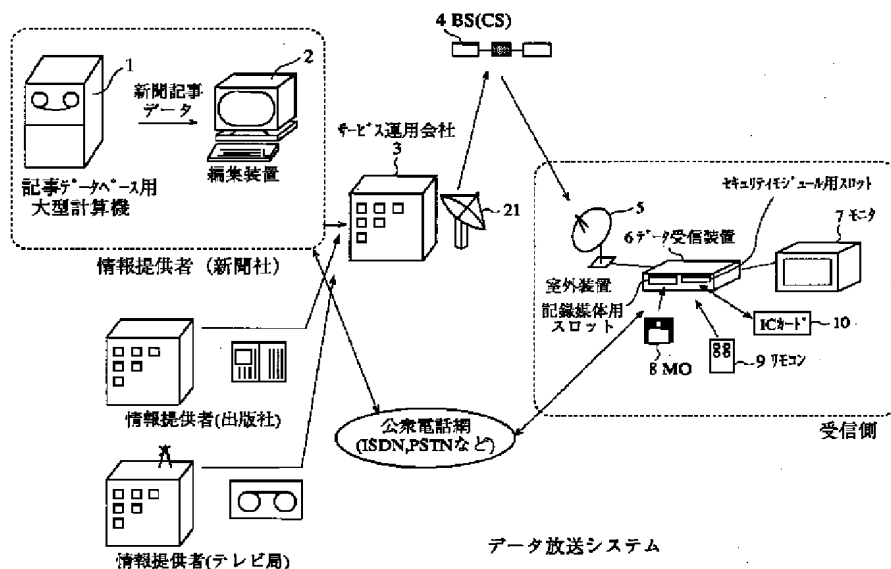 4 BS(CS)
1
2
新聞記事
データ
記事データベース用
大型計算機
編集装置
情報提供者（新聞社）
サービス運用会社
3
21
セキュリティモジュール用スロット
5
6データ受信装置
7 モニタ
室外装置
記録媒体用
スロット
ICカード
10
8 MO
9 リモコン
受信側
情報提供者(出版社)
公衆電話網
(ISDN,PSTNなど)
情報提供者(テレビ局)
データ放送システム